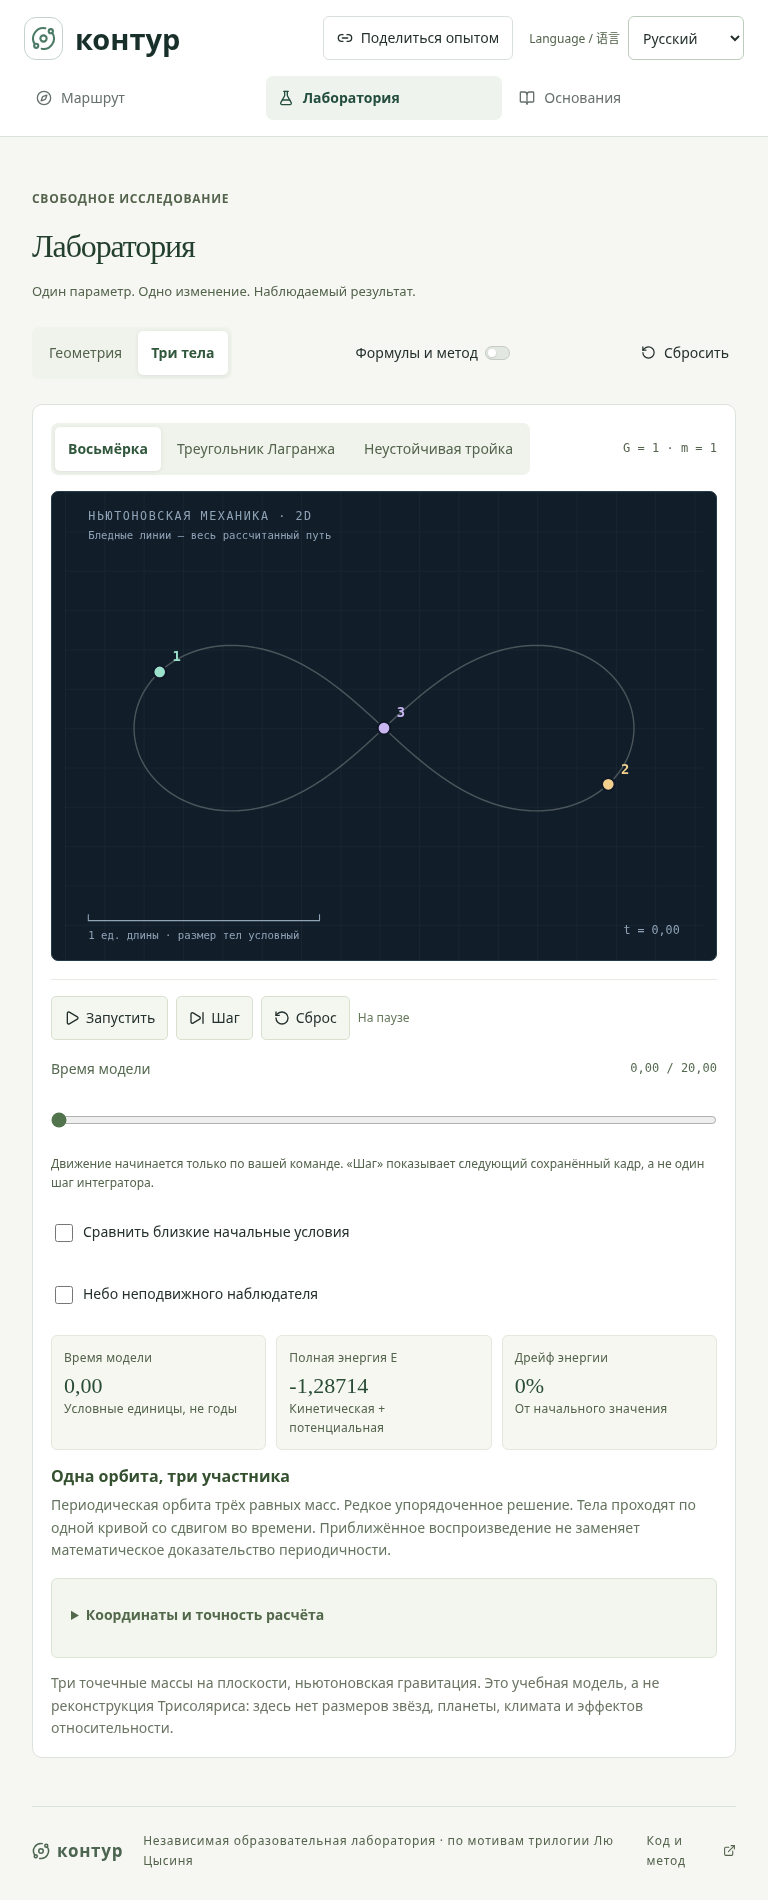 контур
Поделиться опытом
Language / 语言
Русский
Маршрут
Лаборатория
Основания
СВОБОДНОЕ ИССЛЕДОВАНИЕ
Лаборатория
Один параметр. Одно изменение. Наблюдаемый результат.
Геометрия
Три тела
Формулы и метод
Сбросить
Восьмёрка
Треугольник Лагранжа
Неустойчивая тройка
G = 1 · m = 1
НЬЮТОНОВСКАЯ МЕХАНИКА · 2D
Бледные линии — весь рассчитанный путь
1
3
2
1 ед. длины · размер тел условный
t = 0,00
Запустить
Шаг
Сброс
На паузе
Время модели
0,00 / 20,00
Движение начинается только по вашей команде. «Шаг» показывает следующий сохранённый кадр, а не один
шаг интегратора.
Сравнить близкие начальные условия
Небо неподвижного наблюдателя
Время модели
0,00
Условные единицы, не годы
Полная энергия E
-1,28714
Кинетическая +
потенциальная
Дрейф энергии
0%
От начального значения
Одна орбита, три участника
Периодическая орбита трёх равных масс. Редкое упорядоченное решение. Тела проходят по
одной кривой со сдвигом во времени. Приближённое воспроизведение не заменяет
математическое доказательство периодичности.
Координаты и точность расчёта
Три точечные массы на плоскости, ньютоновская гравитация. Это учебная модель, а не
реконструкция Трисоляриса: здесь нет размеров звёзд, планеты, климата и эффектов
относительности.
контур
Независимая образовательная лаборатория · по мотивам трилогии Лю
Цысиня
Код и
метод